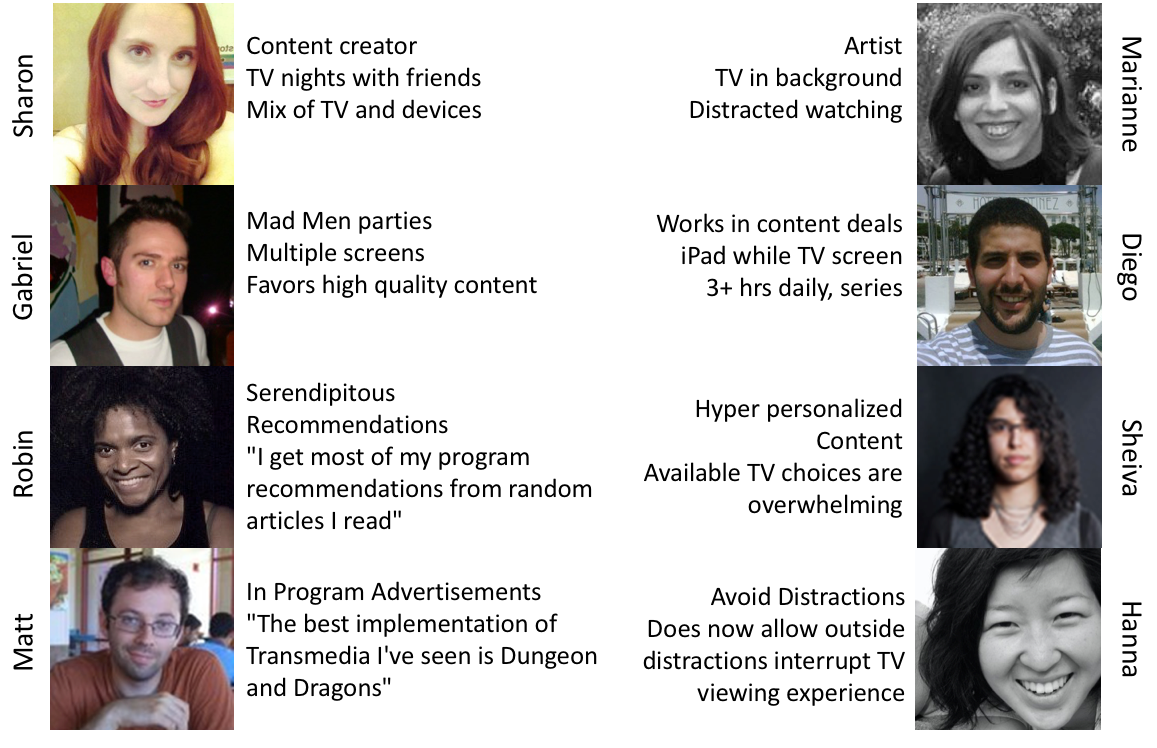 Sharon
Content creator
TV nights with friends
Mix of TV and devices
Artist
TV in background
Distracted watching
Marianne
Gabriel
Mad Men parties
Multiple screens
Favors high quality content
Works in content deals
iPad while TV screen
3+ hrs daily, series
Diego
Robin
Serendipitous
Recommendations
"I get most of my program
recommendations from random
articles I read"
Hyper personalized
Content
Available TV choices are
overwhelming
Sheiva
Matt
In Program Advertisements
"The best implementation of
Transmedia I've seen is Dungeon
and Dragons"
Avoid Distractions
Does now allow outside
distractions interrupt TV
viewing experience
Hanna